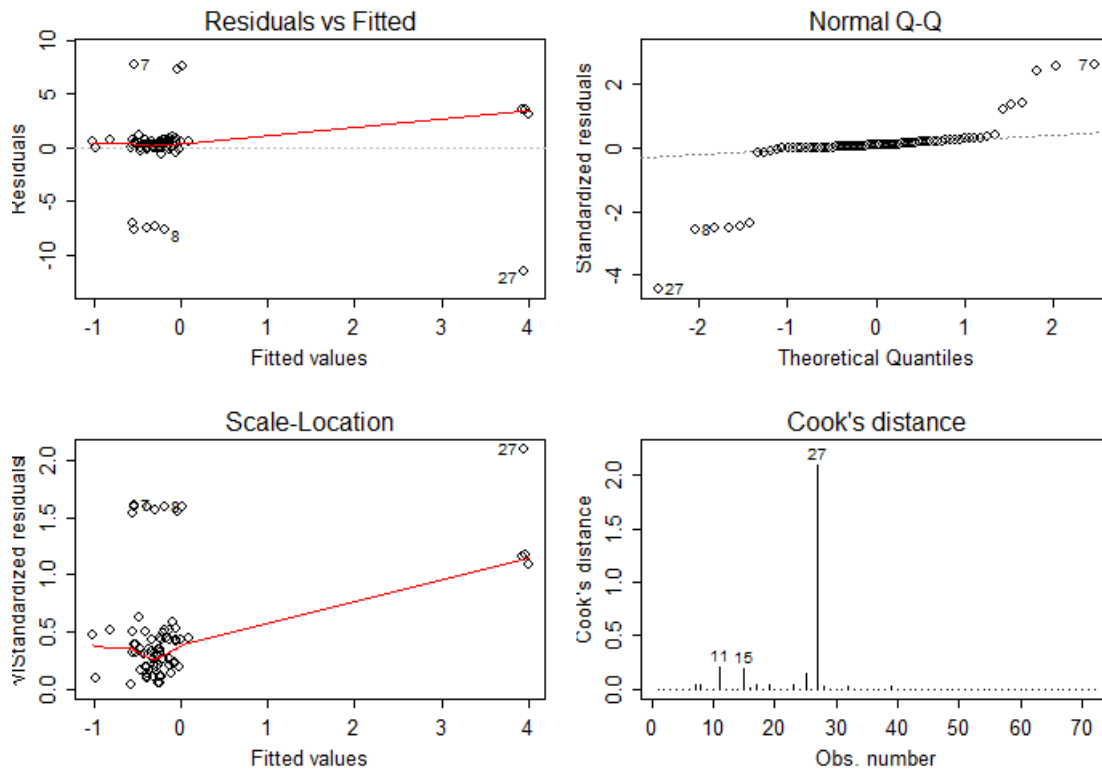 Residuals vs Fitted
10
5
0
-5
-10
Residuals
7
8
27
-1 0 1 2 3 4
Fitted values
Normal Q-Q
2
0
-2
-4
Standardized residuals
7
8
27
-2 -1 0 1 2
Theoretical Quantiles
Scale-Location
2.0
1.5
1.0
0.5
0.0
√|Standardized residuals|
27
7
8
-1 0 1 2 3 4
Fitted values
Cook's distance
2.0
1.5
1.0
0.5
0.0
Cook's distance
27
11 15
0 10 20 30 40 50 60 70
Obs. number